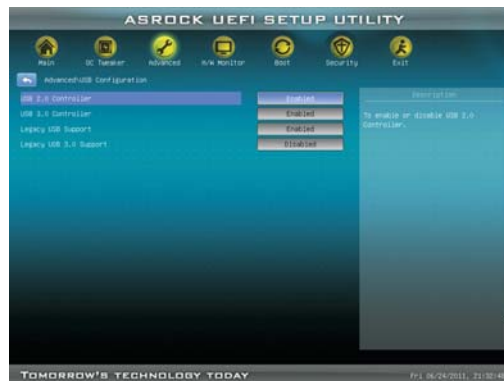 ASROCK UEFI SETUP UTILITY
Main OC Tweaker Advanced H/W Monitor Boot Security Exit
Advanced\USB Configuration
Description
USB 2.0 Controller Enabled
To enable or disable USB 2.0
Controller.
USB 3.0 Controller Enabled
Legacy USB Support Enabled
Legacy USB 3.0 Support Disabled
TOMORROW'S TECHNOLOGY TODAY
Fri 06/24/2011, 21:02:48